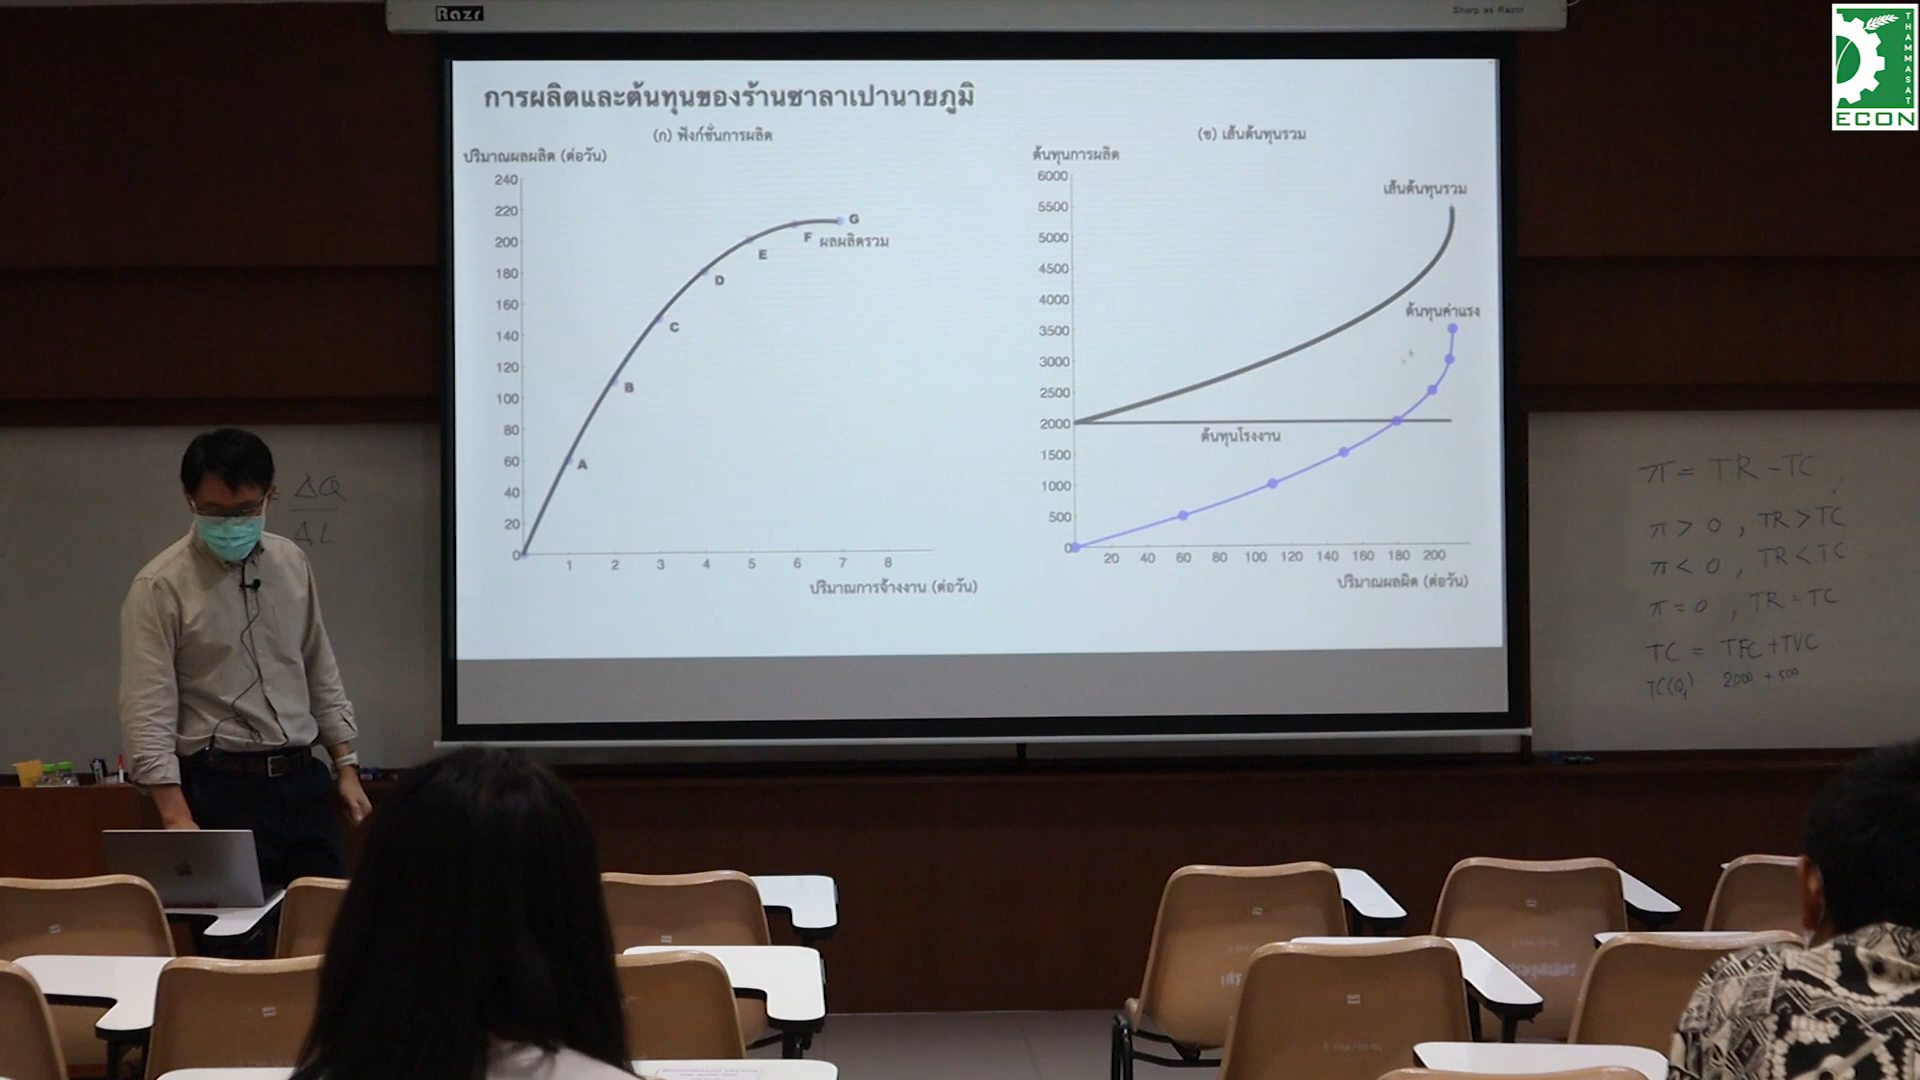 Razr
Sharp as Razor
THAMMASAT
ECON
การผลิตและต้นทุนของร้านซาลาเปานายภูมิ
(ก) ฟังก์ชั่นการผลิต
ปริมาณผลผลิต (ต่อวัน)
240
220
200
180
160
140
120
100
80
60
40
20
0
1 2 3 4 5 6 7 8
ปริมาณการจ้างงาน (ต่อวัน)
A
B
C
D
E
F
G
ผลผลิตรวม
(ข) เส้นต้นทุนรวม
ต้นทุนการผลิต
6000
5500
5000
4500
4000
3500
3000
2500
2000
1500
1000
500
0
20 40 60 80 100 120 140 160 180 200
ปริมาณผลผิต (ต่อวัน)
เส้นต้นทุนรวม
ต้นทุนค่าแรง
ต้นทุนโรงงาน
= ΔQ
ΔL
π = TR - TC
π > 0 , TR > TC
π < 0 , TR < TC
π = 0 , TR = TC
TC = TFC + TVC
TC(Q₁) 2000 + 500